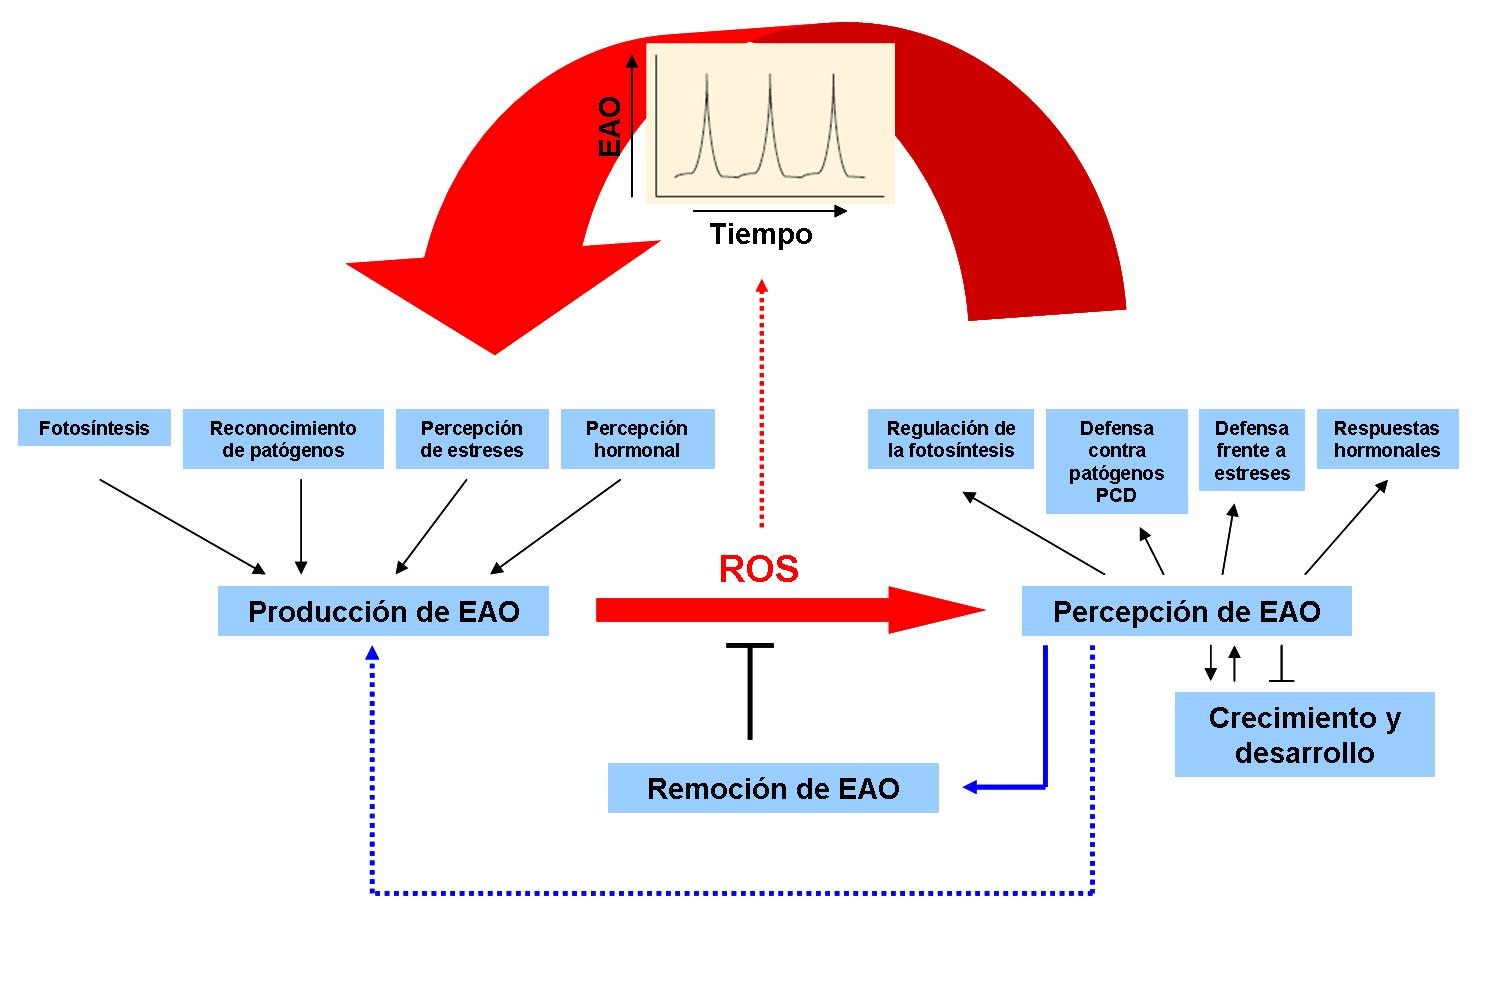 EAO
Tiempo
Fotosíntesis
Reconocimiento
de patógenos
Percepción
de estreses
Percepción
hormonal
Regulación de
la fotosíntesis
Defensa
contra
patógenos
PCD
Defensa
frente a
estreses
Respuestas
hormonales
ROS
Producción de EAO
Percepción de EAO
Crecimiento y
desarrollo
Remoción de EAO